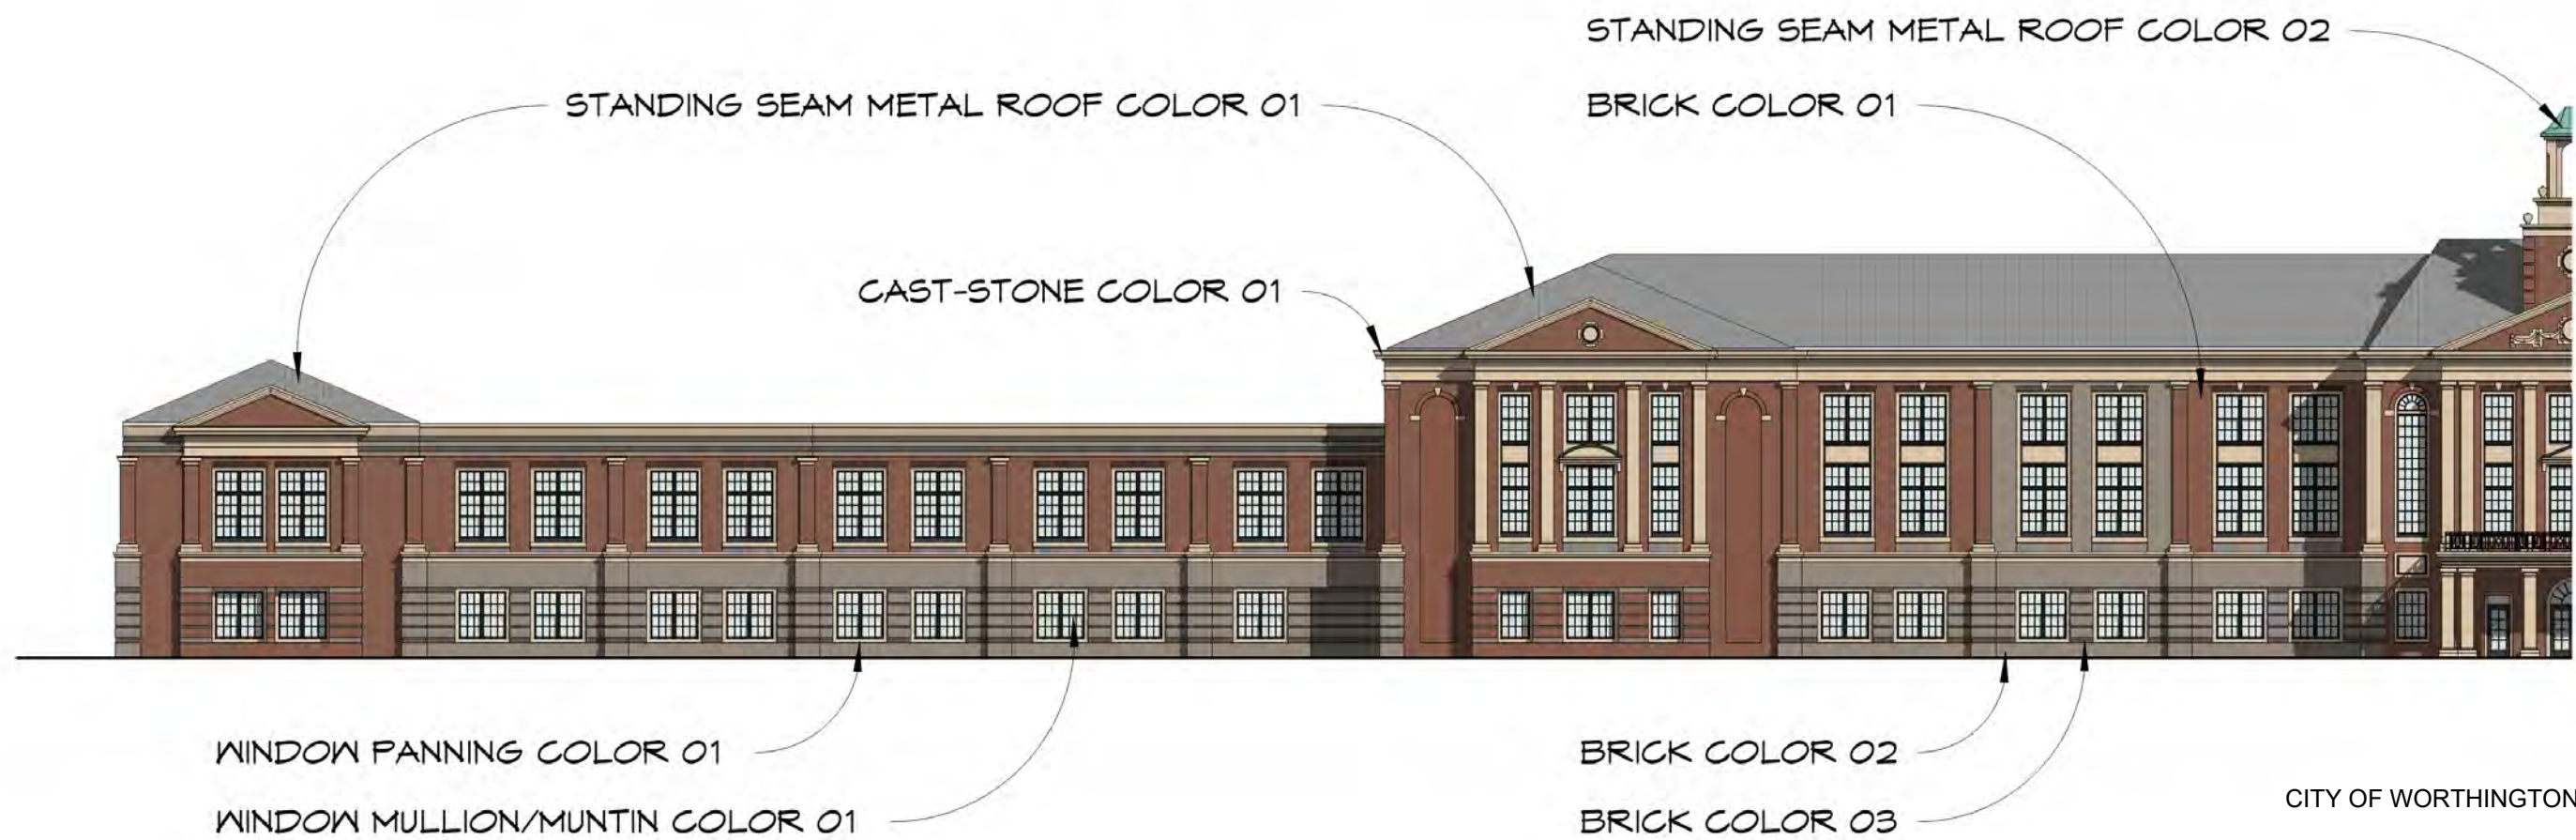 STANDING SEAM METAL ROOF COLOR 02
STANDING SEAM METAL ROOF COLOR 01
BRICK COLOR 01
CAST-STONE COLOR 01
WINDOW PANNING COLOR 01
BRICK COLOR 02
CITY OF WORTHINGTON
WINDOW MULLION/MUNTIN COLOR 01
BRICK COLOR 03